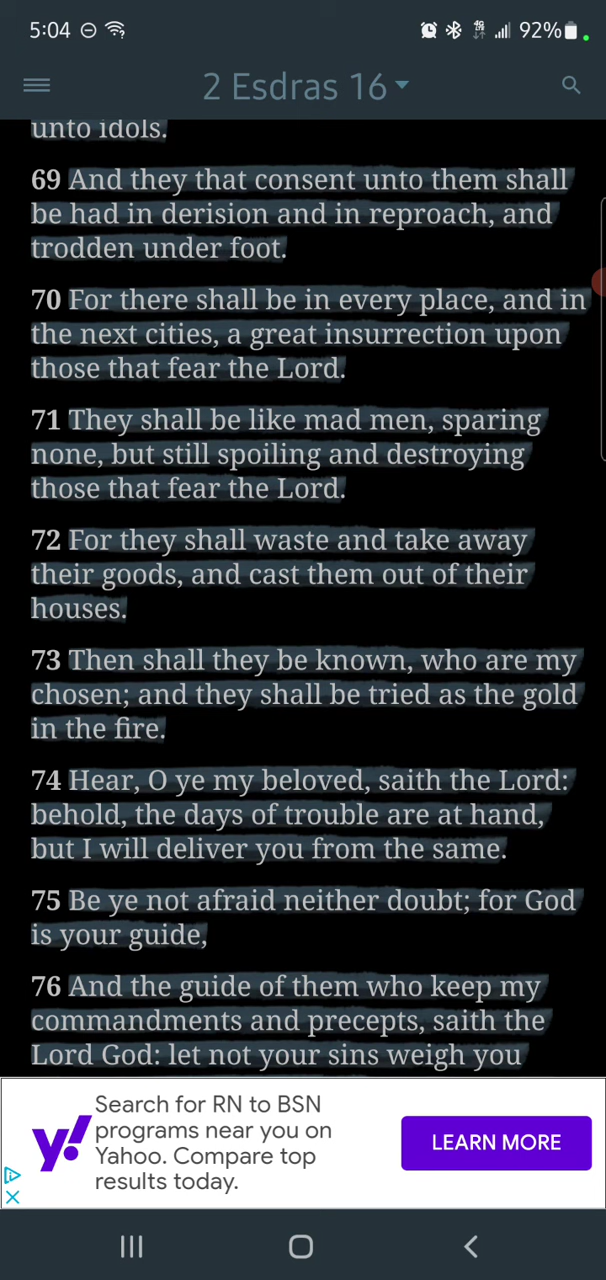 5:04 92%
2 Esdras 16
unto idols.
69 And they that consent unto them shall
be had in derision and in reproach, and
trodden under foot.
70 For there shall be in every place, and in
the next cities, a great insurrection upon
those that fear the Lord.
71 They shall be like mad men, sparing
none, but still spoiling and destroying
those that fear the Lord.
72 For they shall waste and take away
their goods, and cast them out of their
houses.
73 Then shall they be known, who are my
chosen; and they shall be tried as the gold
in the fire.
74 Hear, O ye my beloved, saith the Lord:
behold, the days of trouble are at hand,
but I will deliver you from the same.
75 Be ye not afraid neither doubt; for God
is your guide,
76 And the guide of them who keep my
commandments and precepts, saith the
Lord God: let not your sins weigh you
y!
Search for RN to BSN
programs near you on
Yahoo. Compare top
results today.
LEARN MORE